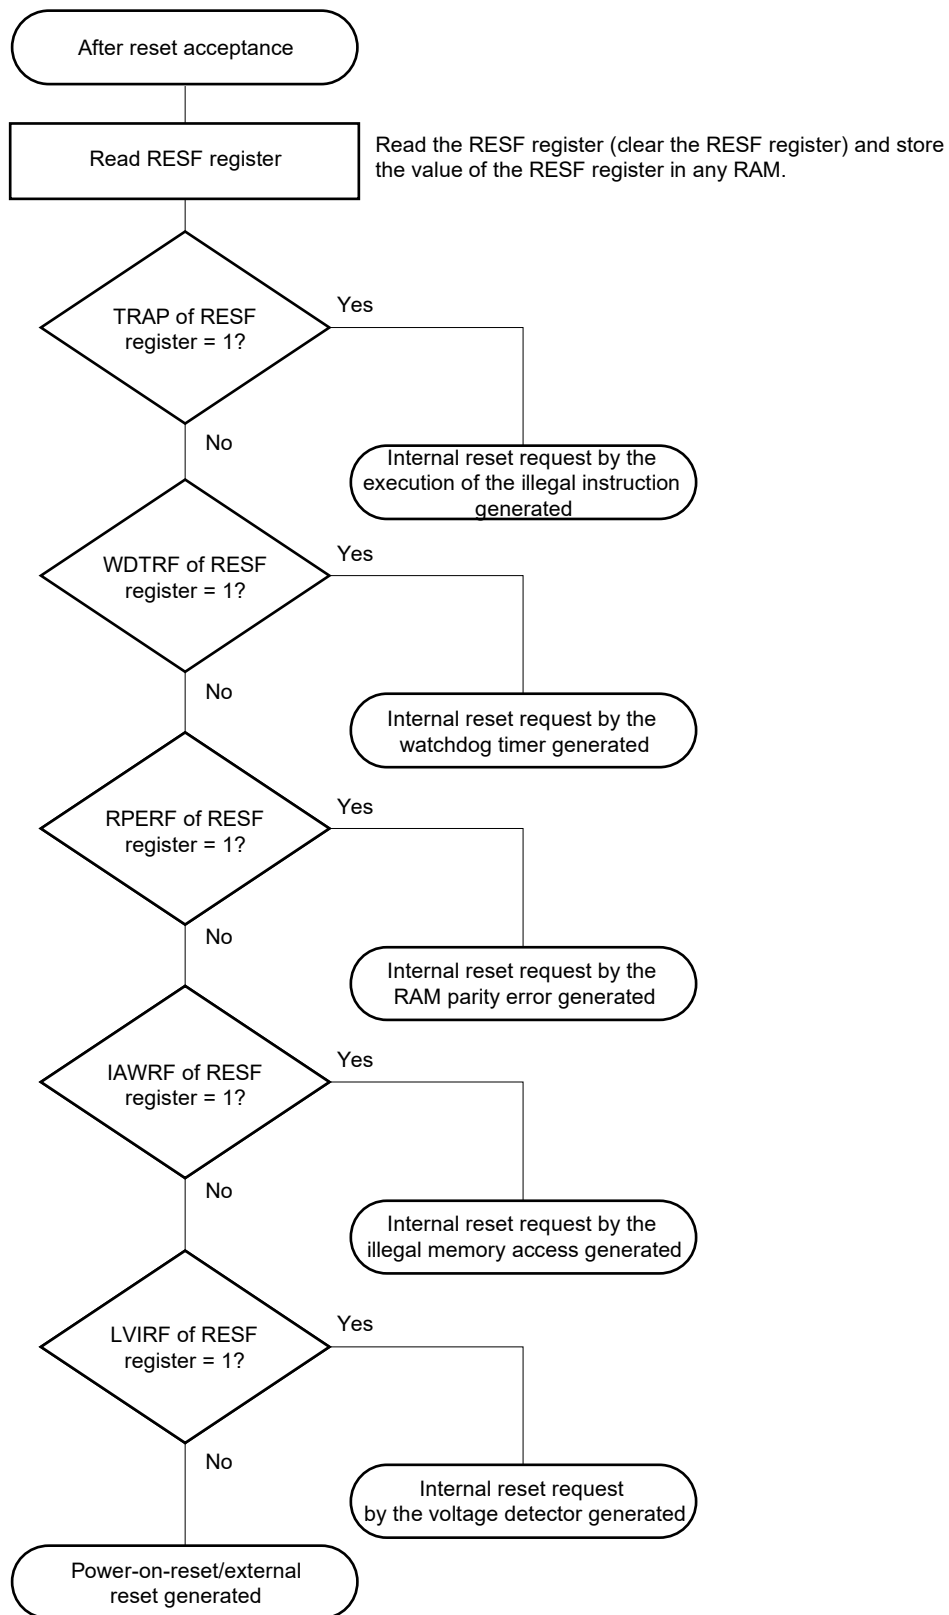 After reset acceptance
Read RESF register
Read the RESF register (clear the RESF register) and store
the value of the RESF register in any RAM.
TRAP of RESF
register = 1?
Yes
No
Internal reset request by the
execution of the illegal instruction
generated
WDTRF of RESF
register = 1?
Yes
No
Internal reset request by the
watchdog timer generated
RPERF of RESF
register = 1?
Yes
No
Internal reset request by the
RAM parity error generated
IAWRF of RESF
register = 1?
Yes
No
Internal reset request by the
illegal memory access generated
LVIRF of RESF
register = 1?
Yes
No
Internal reset request
by the voltage detector generated
Power-on-reset/external
reset generated